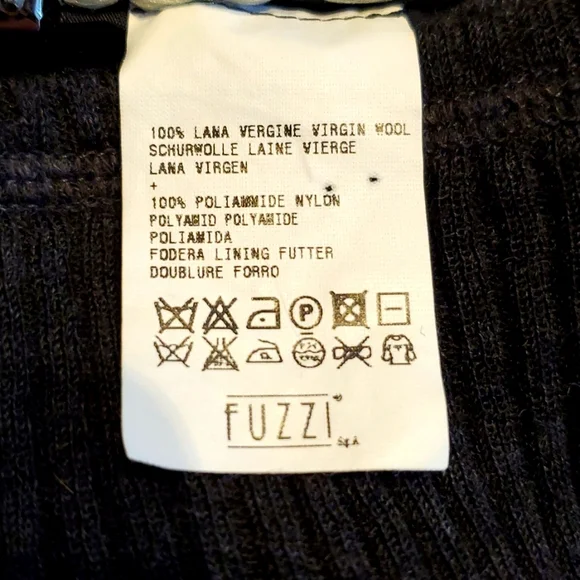 100% LANA VERGINE VIRGIN WOOL
SCHURWOLLE LAINE VIERGE
LANA VIRGEN
+
100% POLIAMMIDE NYLON
POLYAMID POLYAMIDE
POLIAMIDA
FODERA LINING FUTTER
DOUBLURE FORRO
P
FUZZI
SpA